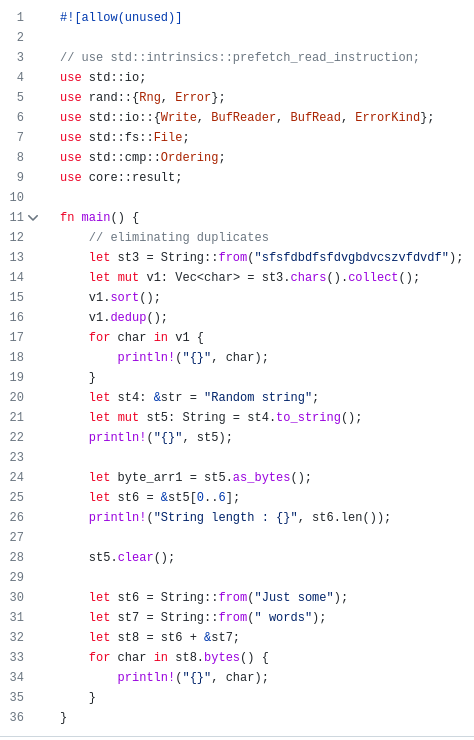 1 #![allow(unused)]
2
3 // use std::intrinsics::prefetch_read_instruction;
4 use std::io;
5 use rand::{Rng, Error};
6 use std::io::{Write, BufReader, BufRead, ErrorKind};
7 use std::fs::File;
8 use std::cmp::Ordering;
9 use core::result;
10
11 fn main() {
12     // eliminating duplicates
13     let st3 = String::from("sfsfdbdfsfdvgbdvcszvfdvdf");
14     let mut v1: Vec<char> = st3.chars().collect();
15     v1.sort();
16     v1.dedup();
17     for char in v1 {
18         println!("{}", char);
19     }
20     let st4: &str = "Random string";
21     let mut st5: String = st4.to_string();
22     println!("{}", st5);
23
24     let byte_arr1 = st5.as_bytes();
25     let st6 = &st5[0..6];
26     println!("String length : {}", st6.len());
27
28     st5.clear();
29
30     let st6 = String::from("Just some");
31     let st7 = String::from(" words");
32     let st8 = st6 + &st7;
33     for char in st8.bytes() {
34         println!("{}", char);
35     }
36 }